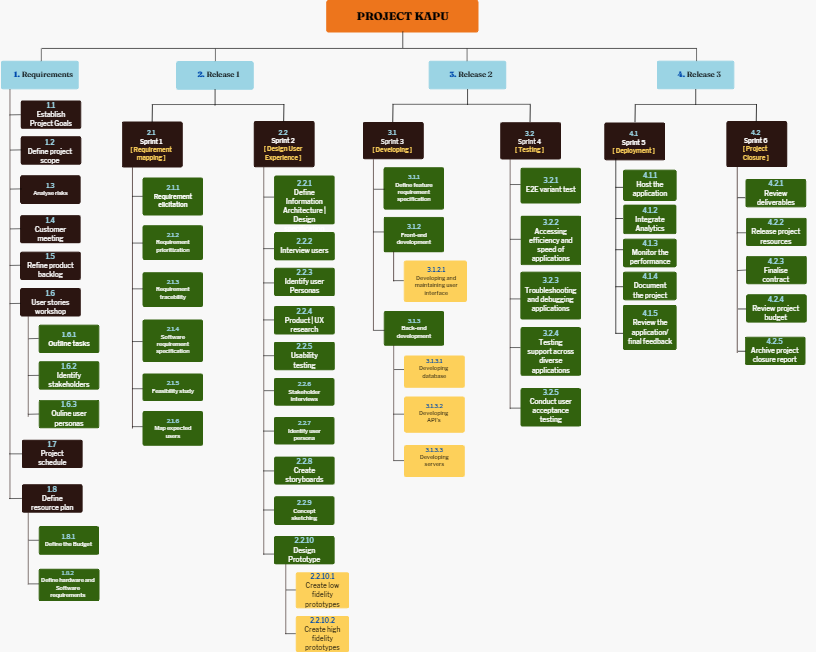 PROJECT KAPU
1. Requirements
1.1
Establish
Project Goals
1.2
Define project
scope
1.3
Analyse risks
1.4
Customer
meeting
1.5
Refine product
backlog
1.6
User stories
workshop
1.6.1
Outline tasks
1.6.2
Identify
stakeholders
1.6.3
Ouline user
personas
1.7
Project
schedule
1.8
Define
resource plan
1.8.1
Define the Budget
1.8.2
Define hardware and
Software
requirements
2. Release 1
2.1
Sprint 1
[ Requirement
mapping ]
2.1.1
Requirement
elicitation
2.1.2
Requirement
prioritization
2.1.3
Requirement
tracability
2.1.4
Software
requirement
specification
2.1.5
Feasibility study
2.1.6
Map expected
users
2.2
Sprint 2
[ Design User
Experience ]
2.2.1
Define
Information
Architecture |
Design
2.2.2
Interview users
2.2.3
Identify user
Personas
2.2.4
Product | UX
research
2.2.5
Usability
testing
2.2.6
Stakeholder
interviews
2.2.7
Identify user
persons
2.2.8
Create
storyboards
2.2.9
Concept
sketching
2.2.10
Design
Prototype
2.2.10.1
Create low
fidelity
prototypes
2.2.10.2
Create high
fidelity
prototypes
3. Release 2
3.1
Sprint 3
[ Developing ]
3.1.1
Define feature
requirement
specification
3.1.2
Front-end
development
3.1.2.1
Developing and
maintaining user
interface
3.1.3
Back-end
development
3.1.3.1
Developing
database
3.1.3.2
Developing
API's
3.1.3.3
Developing
servers
3.2
Sprint 4
[ Testing ]
3.2.1
E2E variant test
3.2.2
Accessing
efficiency and
speed of
applications
3.2.3
Troubleshooting
and debugging
applications
3.2.4
Testing
support across
diverse
applications
3.2.5
Conduct user
acceptance
testing
4. Release 3
4.1
Sprint 5
[ Deployment ]
4.1.1
Host the
application
4.1.2
Integrate
Analytics
4.1.3
Monitor the
performance
4.1.4
Document
the project
4.1.5
Review the
application/
final feedback
4.2
Sprint 6
[ Project
Closure ]
4.2.1
Review
deliverables
4.2.2
Release project
resources
4.2.3
Finalise
contract
4.2.4
Review project
budget
4.2.5
Archive project
closure report